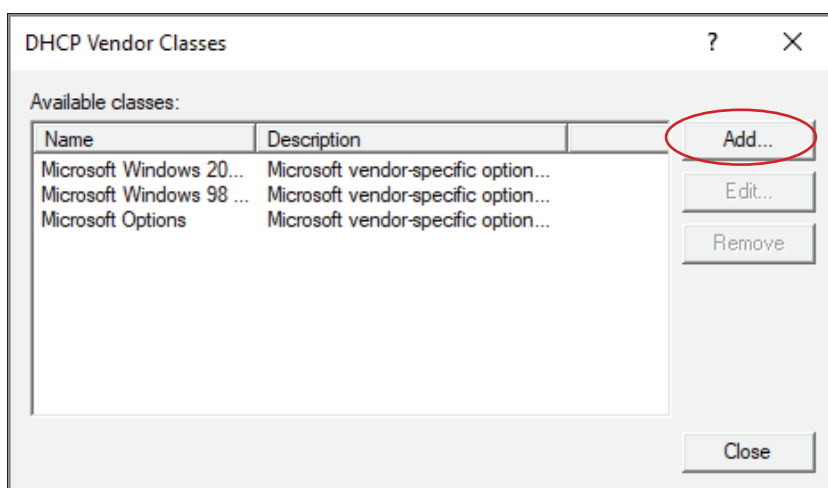 DHCP Vendor Classes ? ×
Available classes:
Name Description
Microsoft Windows 20... Microsoft vendor-specific option...
Microsoft Windows 98 ... Microsoft vendor-specific option...
Microsoft Options Microsoft vendor-specific option...
Add...
Edit...
Remove
Close